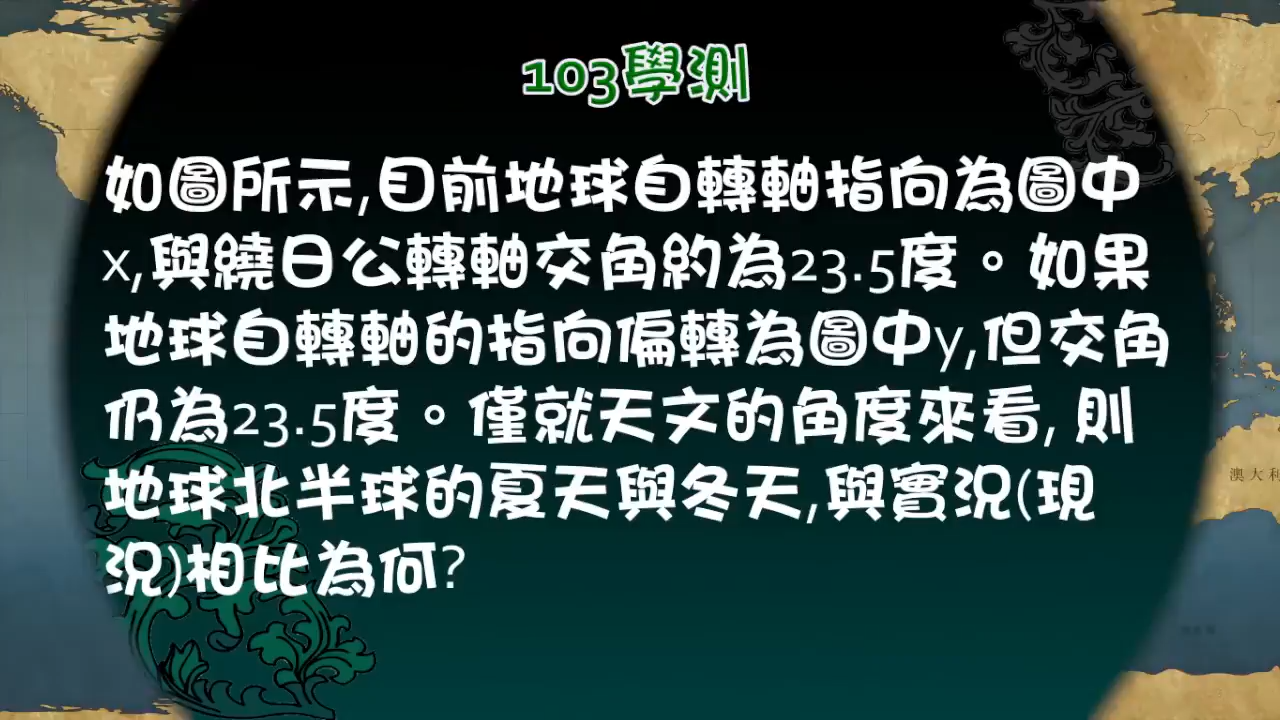 103學測
如圖所示,目前地球自轉軸指向為圖中
x,與繞日公轉軸交角約為23.5度。如果
地球自轉軸的指向偏轉為圖中y,但交角
仍為23.5度。僅就天文的角度來看, 則
地球北半球的夏天與冬天,與實況(現
況)相比為何?
澳大利